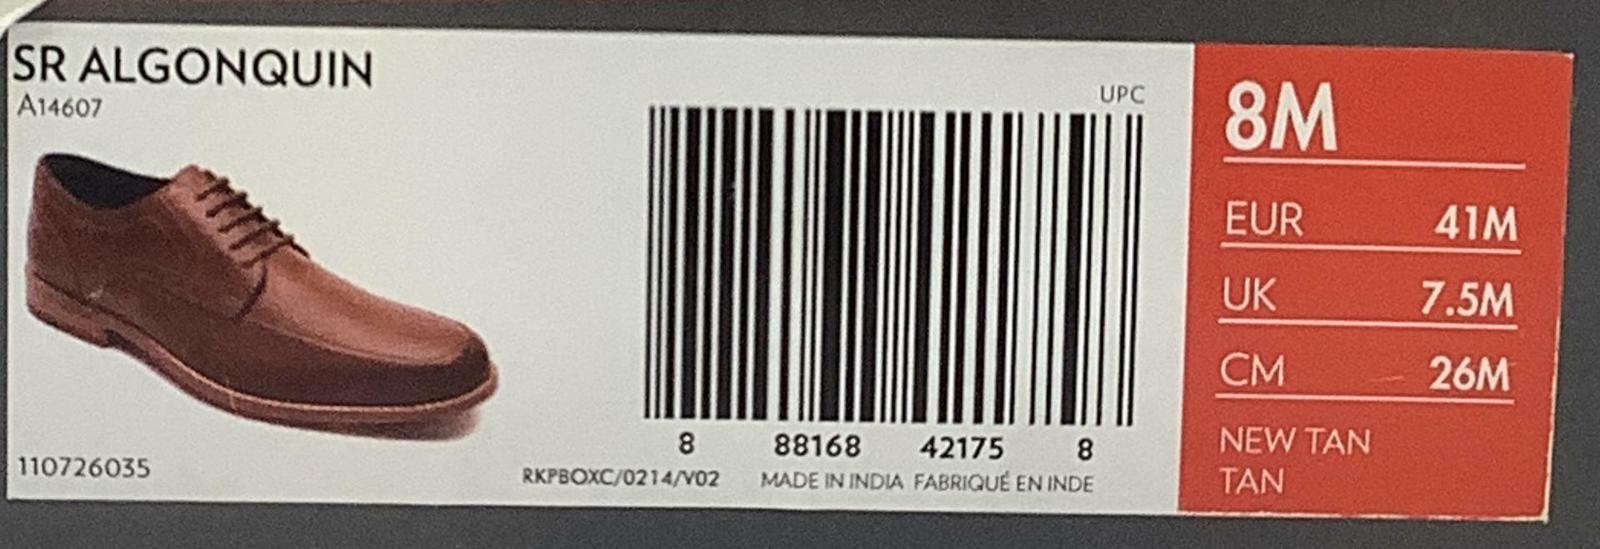 SR ALGONQUIN
A14607
110726035
UPC
8 88168 42175 8
RKPBOXC/0214/V02 MADE IN INDIA FABRIQUÉ EN INDE
8M
EUR 41M
UK 7.5M
CM 26M
NEW TAN
TAN